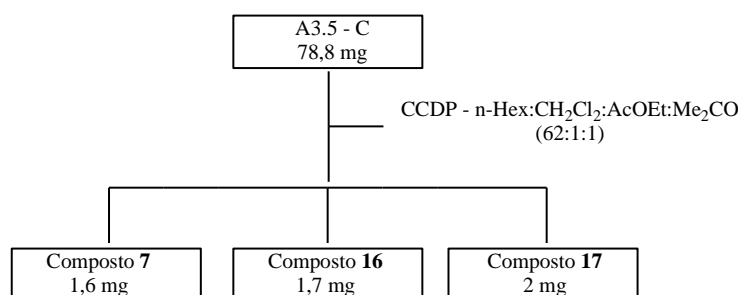 A3.5 - C
78,8 mg
CCDP - n-Hex:CH₂Cl₂:AcOEt:Me₂CO
(62:1:1)
Composto 7
1,6 mg
Composto 16
1,7 mg
Composto 17
2 mg